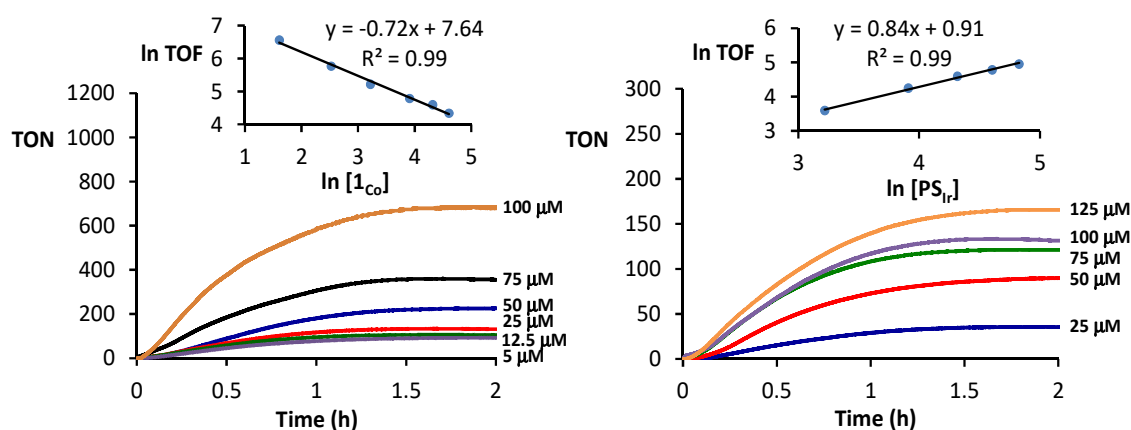 y = -0.72x + 7.64
R² = 0.99
ln TOF
7
6
5
4
1
2
3
4
5
ln [1Co]
TON
1200
1000
800
600
400
200
0
0
0.5
1
1.5
2
Time (h)
100 µM
75 µM
50 µM
25 µM
12.5 µM
5 µM
y = 0.84x + 0.91
R² = 0.99
ln TOF
6
5
4
3
3
4
5
ln [PSIr]
TON
300
250
200
150
100
50
0
0
0.5
1
1.5
2
Time (h)
125 µM
100 µM
75 µM
50 µM
25 µM